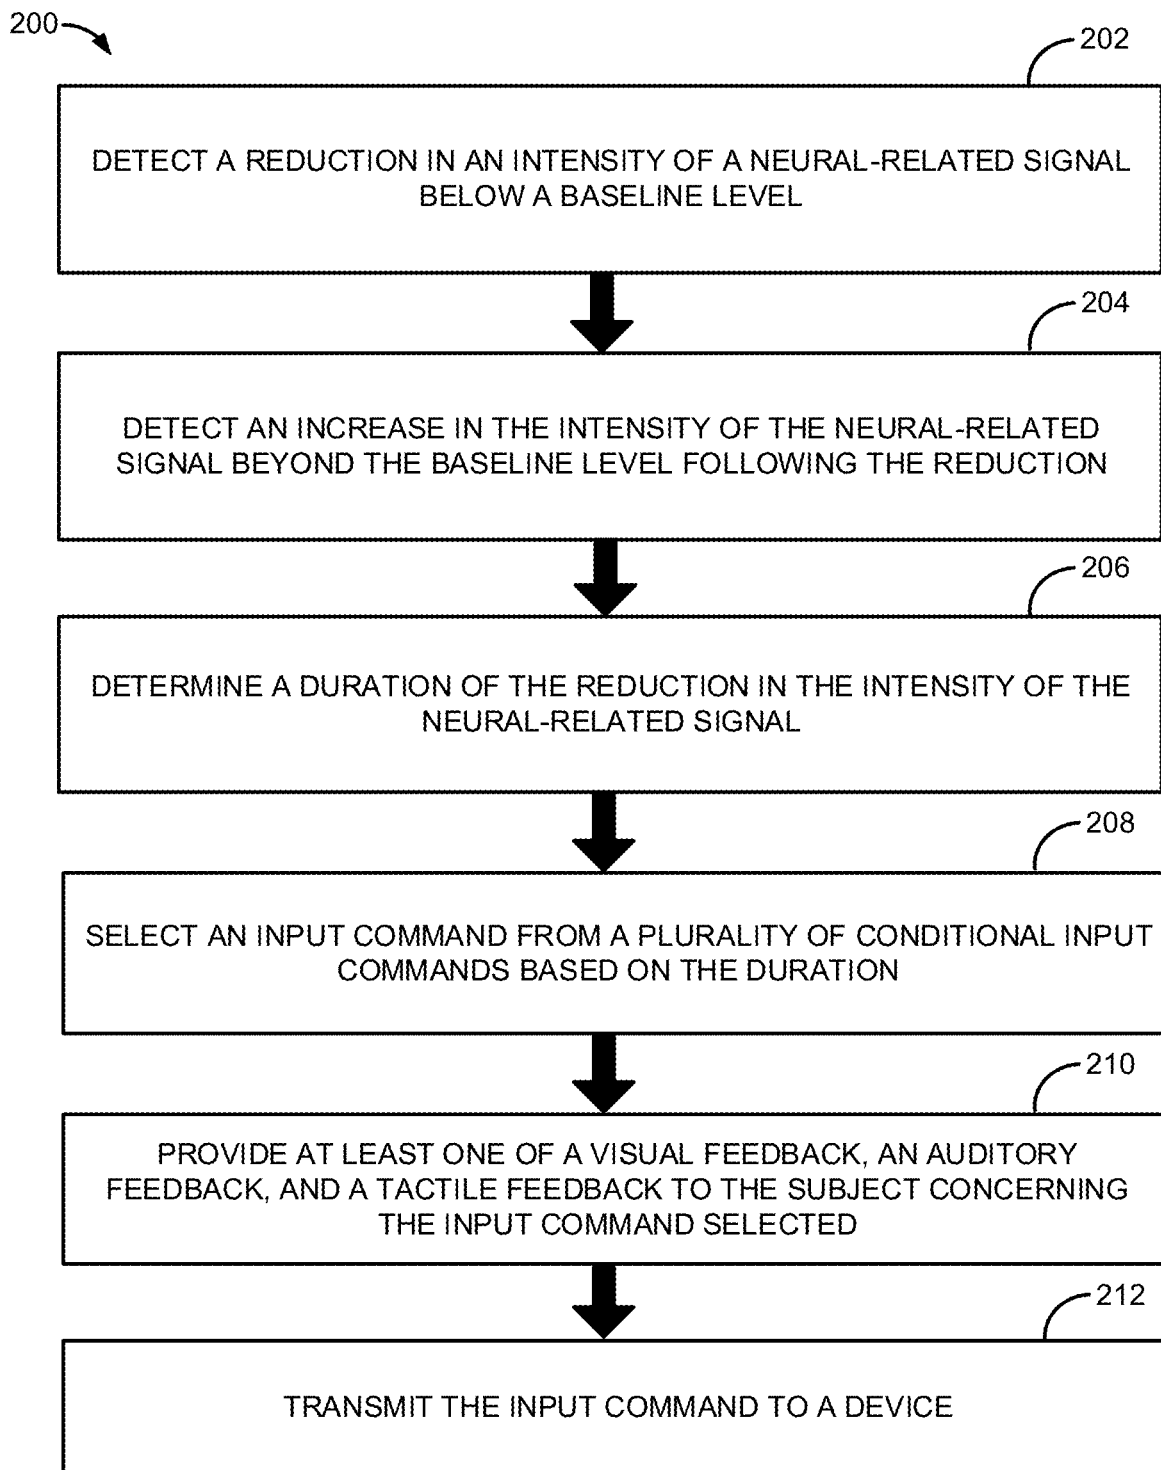 200
202
DETECT A REDUCTION IN AN INTENSITY OF A NEURAL-RELATED SIGNAL
BELOW A BASELINE LEVEL
204
DETECT AN INCREASE IN THE INTENSITY OF THE NEURAL-RELATED
SIGNAL BEYOND THE BASELINE LEVEL FOLLOWING THE REDUCTION
206
DETERMINE A DURATION OF THE REDUCTION IN THE INTENSITY OF THE
NEURAL-RELATED SIGNAL
208
SELECT AN INPUT COMMAND FROM A PLURALITY OF CONDITIONAL INPUT
COMMANDS BASED ON THE DURATION
210
PROVIDE AT LEAST ONE OF A VISUAL FEEDBACK, AN AUDITORY
FEEDBACK, AND A TACTILE FEEDBACK TO THE SUBJECT CONCERNING
THE INPUT COMMAND SELECTED
212
TRANSMIT THE INPUT COMMAND TO A DEVICE